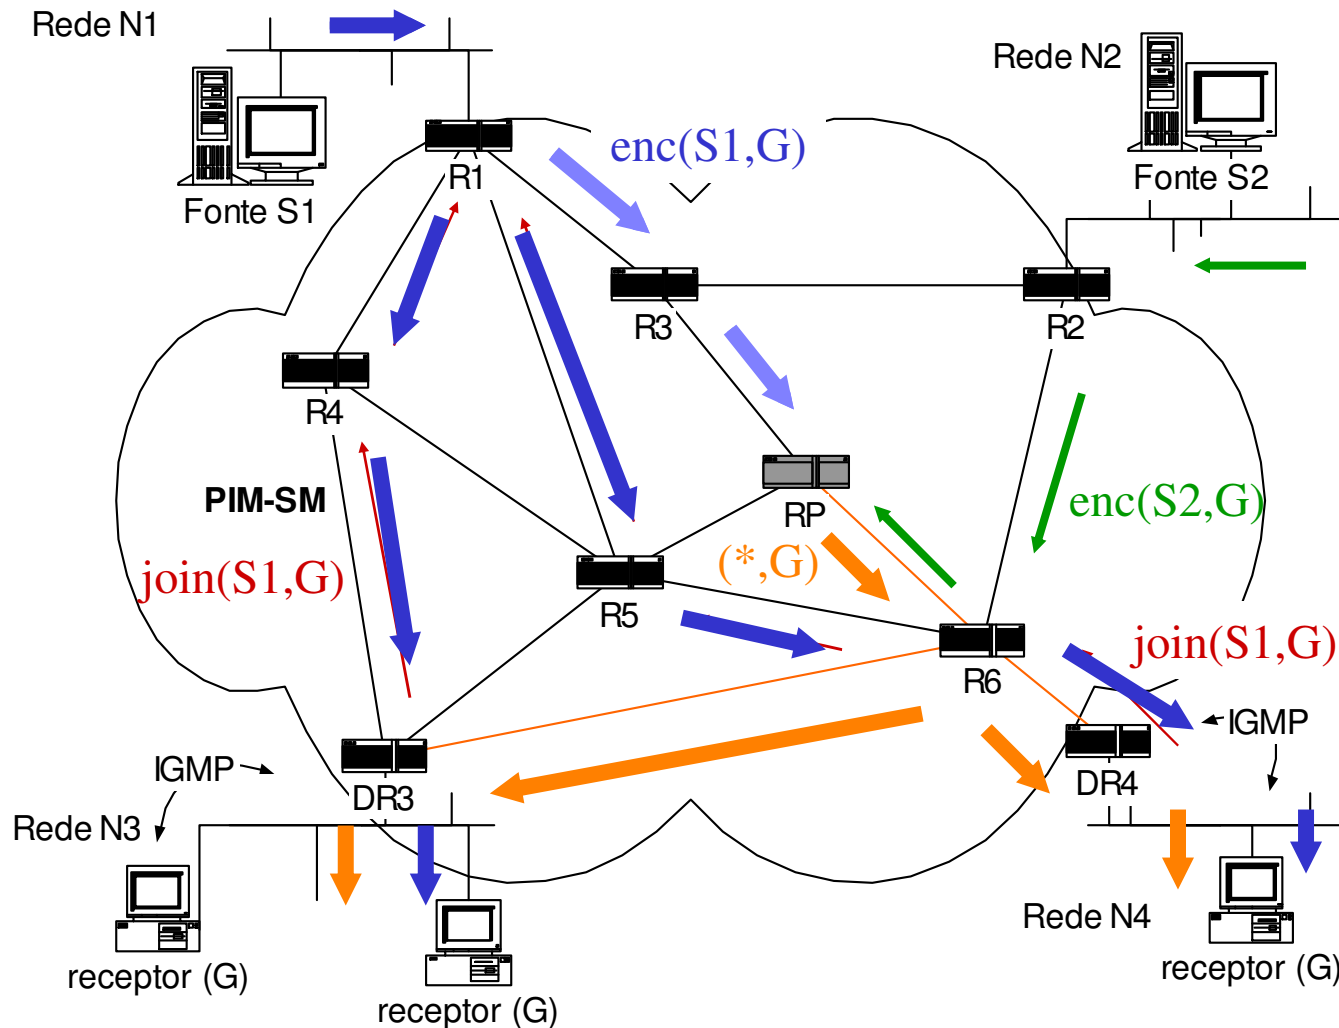 Rede N1
Rede N2
enc(S1,G)
R1
Fonte S1
Fonte S2
R3
R2
R4
PIM-SM
RP
enc(S2,G)
(*,G)
join(S1,G)
R5
join(S1,G)
R6
IGMP
IGMP
DR3
DR4
Rede N3
Rede N4
receptor (G)
receptor (G)
receptor (G)